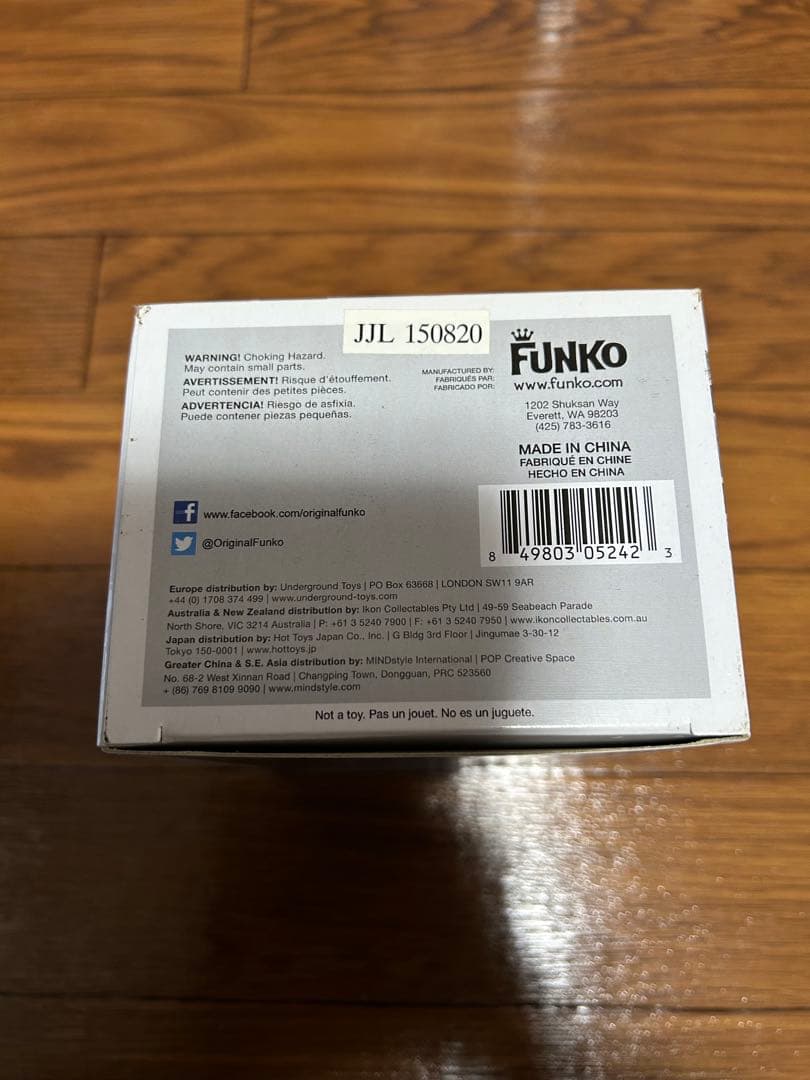 JJL 150820
WARNING! Choking Hazard.
May contain small parts.
AVERTISSEMENT! Risque d'étouffement.
Peut contenir des petites pièces.
ADVERTENCIA! Riesgo de asfixia.
Puede contener piezas pequeñas.
MANUFACTURED BY:
FABRIQUÉS PAR:
FABRICADO POR:
FUNKO
www.funko.com
1202 Shuksan Way
Everett, WA 98203
(425) 783-3616
MADE IN CHINA
FABRIQUÉ EN CHINE
HECHO EN CHINA
8 49803 05242 3
f www.facebook.com/originalfunko
@OriginalFunko
Europe distribution by: Underground Toys | PO Box 63668 | LONDON SW11 9AR
+44 (0) 1708 374 499 | www.underground-toys.com
Australia & New Zealand distribution by: Ikon Collectables Pty Ltd | 49-59 Seabeach Parade
North Shore, VIC 3214 Australia | P: +61 3 5240 7900 | F: +61 3 5240 7950 | www.ikoncollectables.com.au
Japan distribution by: Hot Toys Japan Co., Inc. | G Bldg 3rd Floor | Jingumae 3-30-12
Tokyo 150-0001 | www.hottoys.jp
Greater China & S.E. Asia distribution by: MINDstyle International | POP Creative Space
No. 68-2 West Xinnan Road | Changping Town, Dongguan, PRC 523560
+ (86) 769 8109 9090 | www.mindstyle.com
Not a toy. Pas un jouet. No es un juguete.